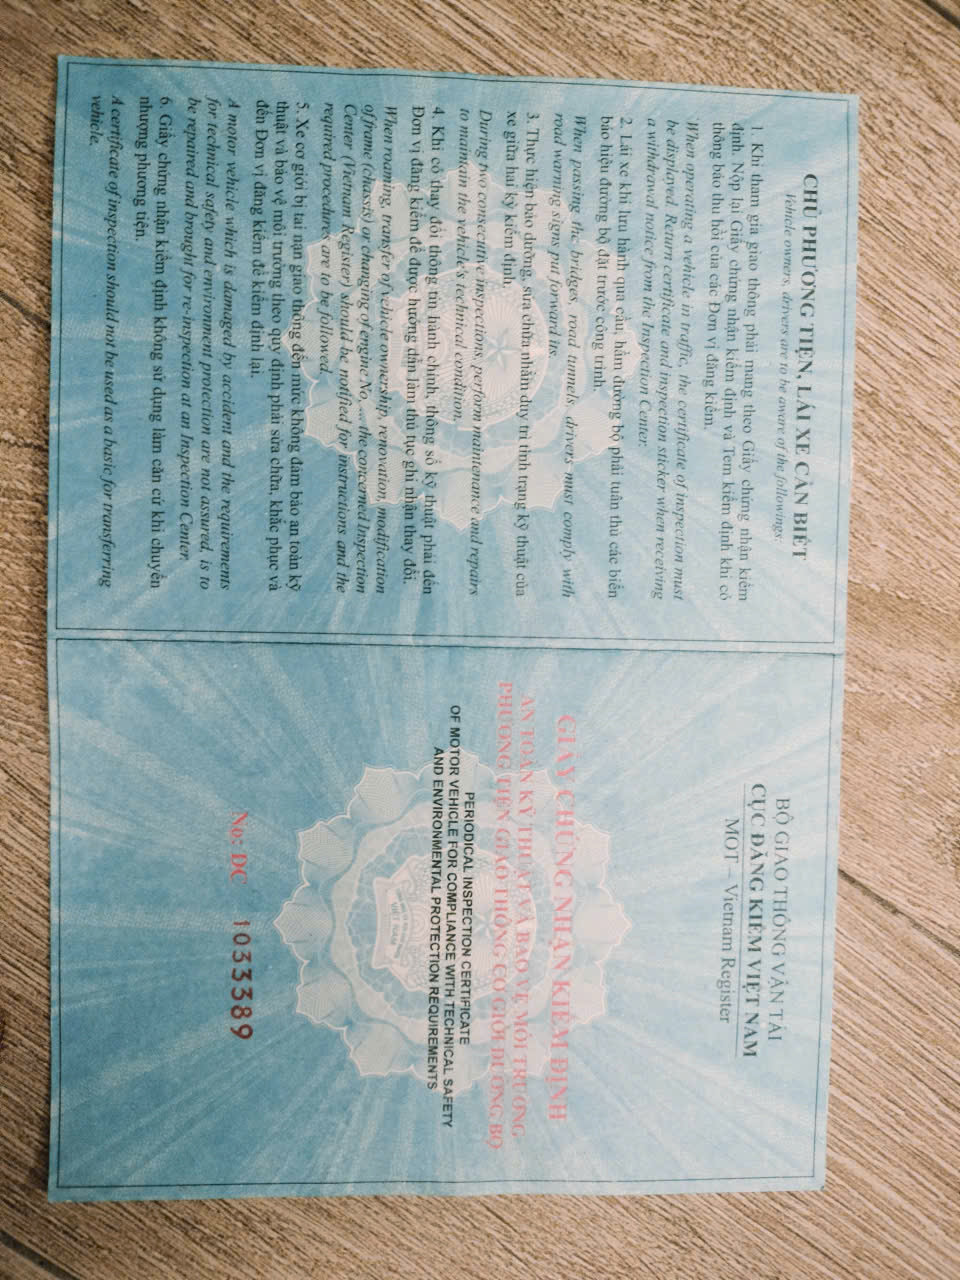 CHỦ PHƯƠNG TIỆN, LÁI XE CẦN BIẾT
Vehicle owners, drivers are to be aware of the followings:
1. Khi tham gia giao thông phải mang theo Giấy chứng nhận kiểm
định. Nộp lại Giấy chứng nhận kiểm định và Tem kiểm định khi có
thông báo thu hồi của các Đơn vị đăng kiểm.
When operating a vehicle in traffic, the certificate of inspection must
be displayed. Return certificate and inspection sticker when receiving
a withdrawal notice from the Inspection Center.
2. Lái xe khi lưu hành qua cầu, hầm đường bộ phải tuân thủ các biển
báo hiệu đường bộ đặt trước công trình.
When passing the bridges, road tunnels, drivers must comply with
road warning signs put forward its.
3. Thực hiện bảo dưỡng, sửa chữa nhằm duy trì tình trạng kỹ thuật của
xe giữa hai kỳ kiểm định.
During two consecutive inspections, perform maintenance and repairs
to maintain the vehicle's technical condition.
4. Khi có thay đổi thông tin hành chính, thông số kỹ thuật phải đến
Đơn vị đăng kiểm để được hướng dẫn làm thủ tục ghi nhận thay đổi.
When roaming, transfer of vehicle ownership, renovation, modification
of frame (chassis) or changing of engine No,... the concerned Inspection
Center (Vietnam Register) should be notified for instructions and the
required procedures are to be followed.
5. Xe cơ giới bị tai nạn giao thông đến mức không đảm bảo an toàn kỹ
thuật và bảo vệ môi trường theo quy định phải sửa chữa, khắc phục và
đến Đơn vị đăng kiểm để kiểm định lại.
A motor vehicle which is damaged by accident and the requirements
for technical safety and environment protection are not assured, is to
be repaired and brought for re-inspection at an Inspection Center.
6. Giấy chứng nhận kiểm định không sử dụng làm căn cứ khi chuyển
nhượng phương tiện.
A certificate of inspection should not be used as a basic for transferring
vehicle.
BỘ GIAO THÔNG VẬN TẢI
CỤC ĐĂNG KIỂM VIỆT NAM
MOT – Vietnam Register
GIẤY CHỨNG NHẬN KIỂM ĐỊNH
AN TOÀN KỸ THUẬT VÀ BẢO VỆ MÔI TRƯỜNG
PHƯƠNG TIỆN GIAO THÔNG CƠ GIỚI ĐƯỜNG BỘ
PERIODICAL INSPECTION CERTIFICATE
OF MOTOR VEHICLE FOR COMPLIANCE WITH TECHNICAL SAFETY
AND ENVIRONMENTAL PROTECTION REQUIREMENTS
VIỆT NAM
No: DC 1033389